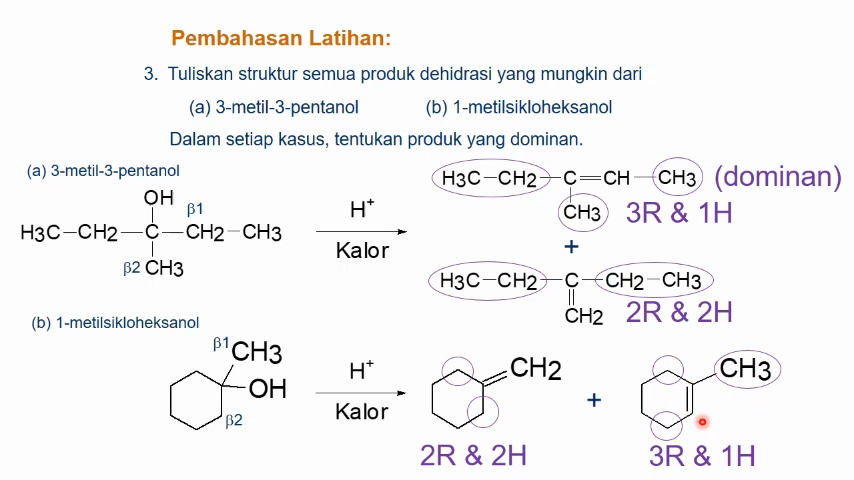 Pembahasan Latihan:
3. Tuliskan struktur semua produk dehidrasi yang mungkin dari
(a) 3-metil-3-pentanol (b) 1-metilsikloheksanol
Dalam setiap kasus, tentukan produk yang dominan.
(a) 3-metil-3-pentanol
OH
β1
H3C-CH2-C-CH2-CH3
β2 CH3
H+
Kalor
H3C-CH2-C=CH-CH3 (dominan)
CH3 3R & 1H
+
H3C-CH2-C-CH2-CH3
CH2 2R & 2H
(b) 1-metilsikloheksanol
β1 CH3
OH
β2
H+
Kalor
CH2
2R & 2H
+
CH3
3R & 1H